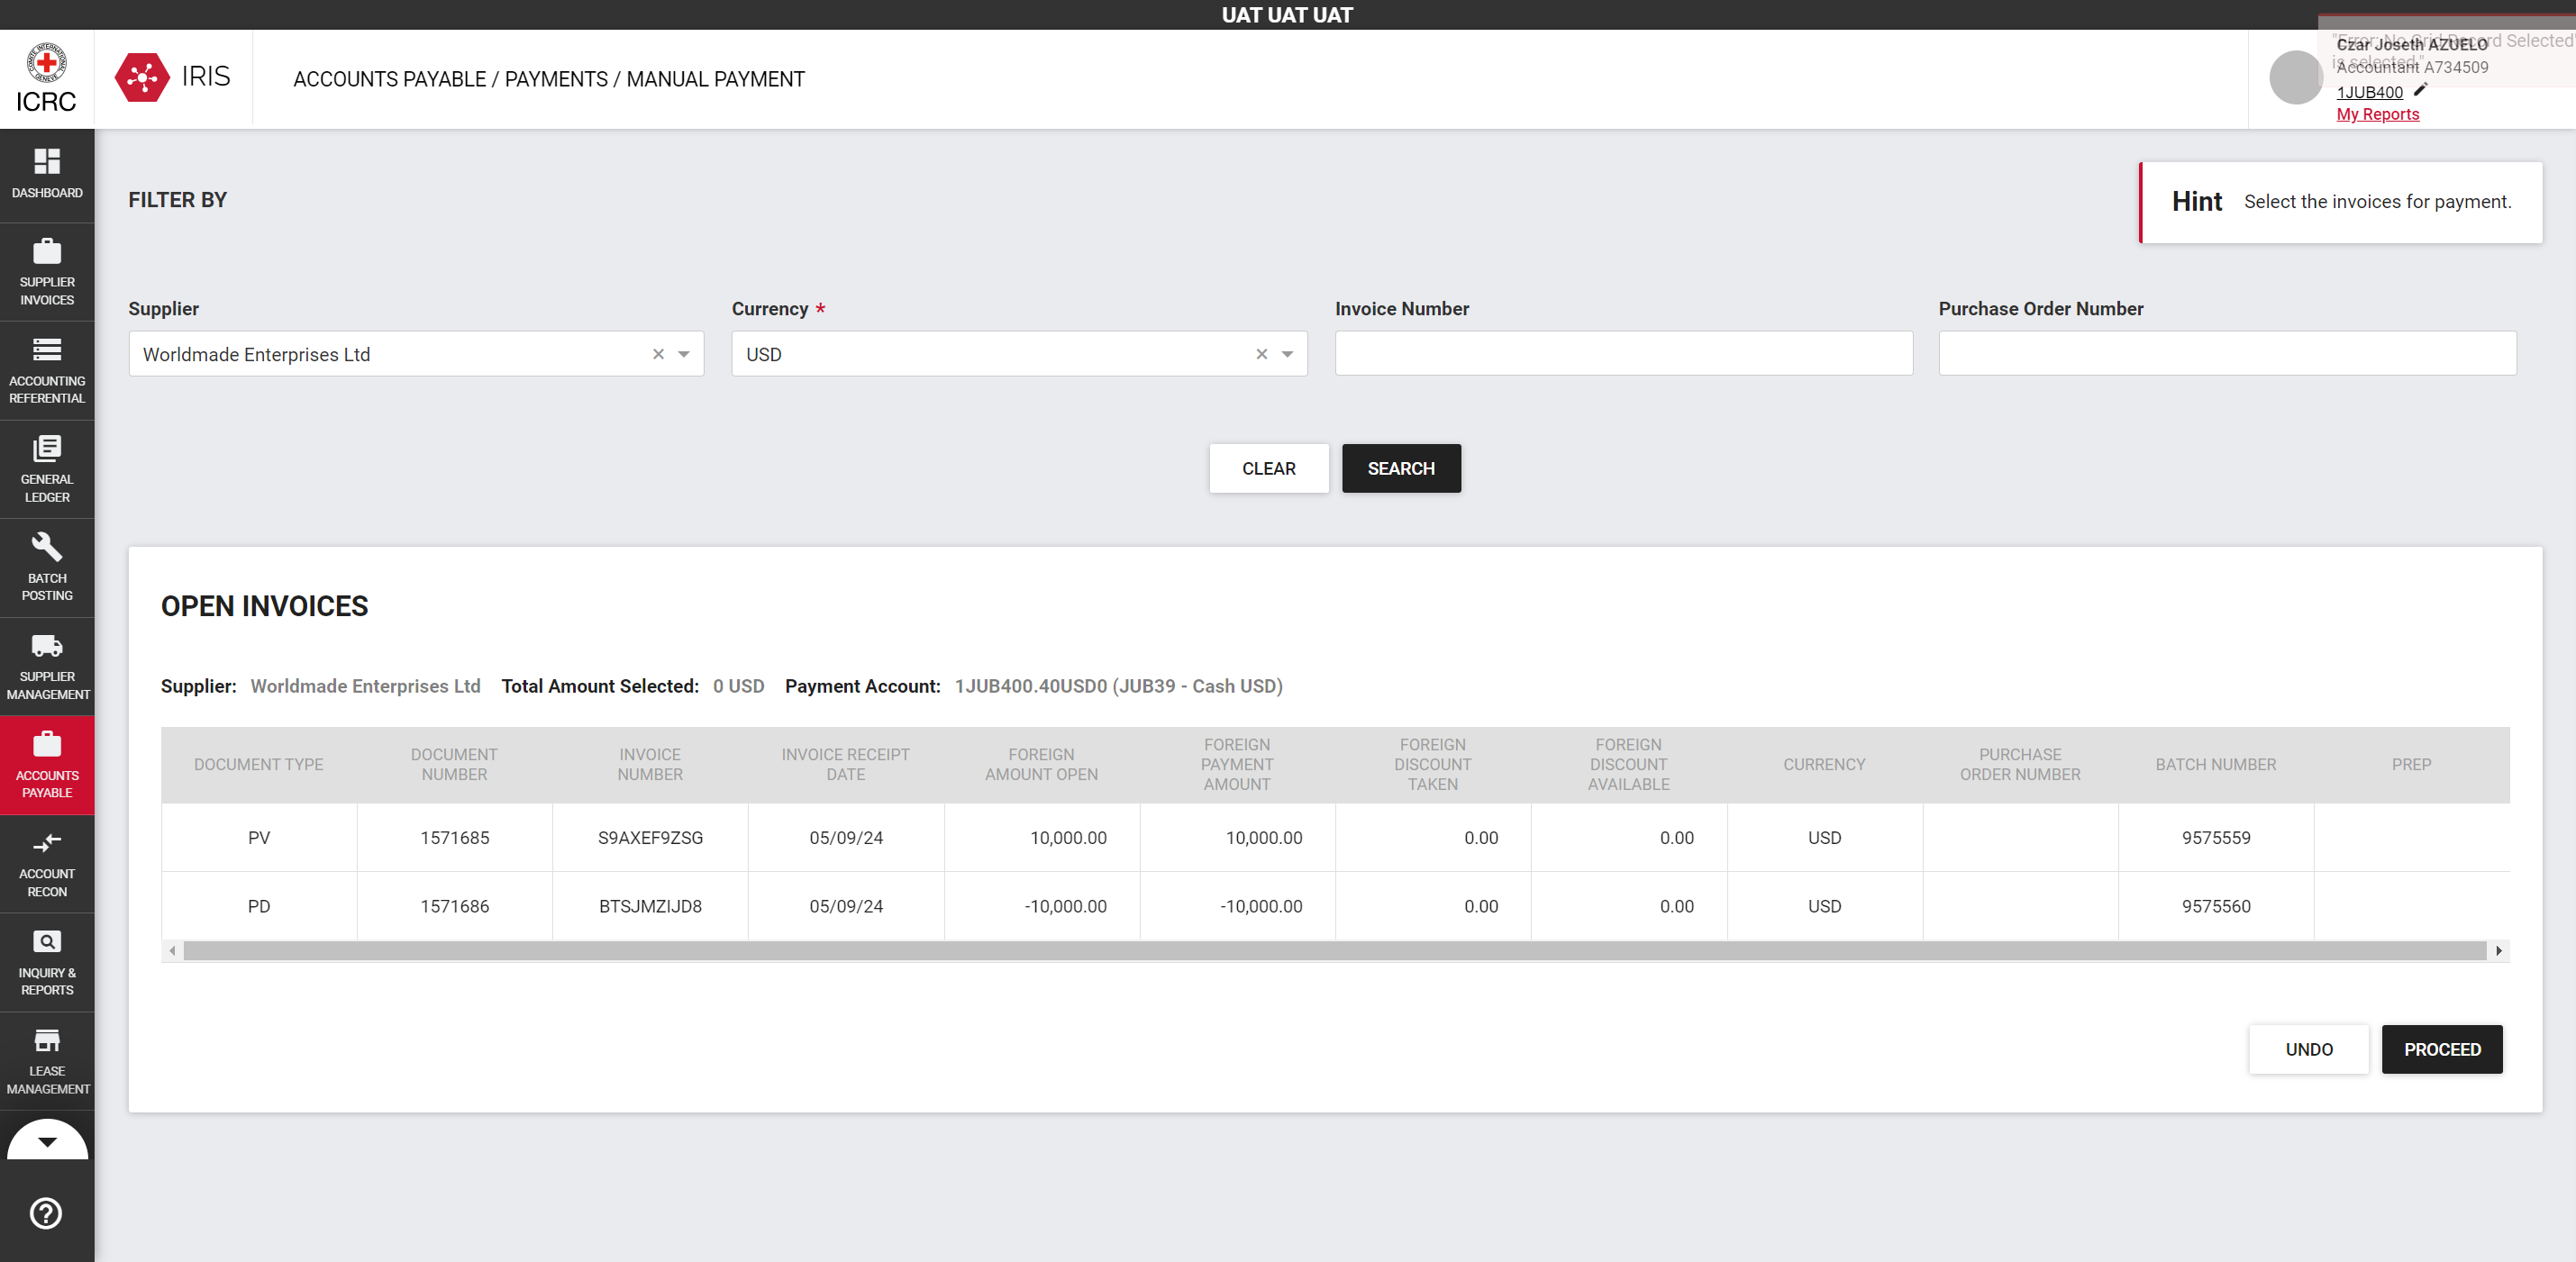 UAT UAT UAT
ICRC
IRIS
ACCOUNTS PAYABLE / PAYMENTS / MANUAL PAYMENT
"Error: No Grid Record Selected
is selected."
Czar Joseth AZUELO
Accountant A734509
1JUB400
My Reports
DASHBOARD
SUPPLIER
INVOICES
ACCOUNTING
REFERENTIAL
GENERAL
LEDGER
BATCH
POSTING
SUPPLIER
MANAGEMENT
ACCOUNTS
PAYABLE
ACCOUNT
RECON
INQUIRY &
REPORTS
LEASE
MANAGEMENT
FILTER BY
Hint Select the invoices for payment.
Supplier Currency * Invoice Number Purchase Order Number
Worldmade Enterprises Ltd USD
CLEAR SEARCH
OPEN INVOICES
Supplier: Worldmade Enterprises Ltd Total Amount Selected: 0 USD Payment Account: 1JUB400.40USD0 (JUB39 - Cash USD)
DOCUMENT TYPE
DOCUMENT
NUMBER
INVOICE
NUMBER
INVOICE RECEIPT
DATE
FOREIGN
AMOUNT OPEN
FOREIGN
PAYMENT
AMOUNT
FOREIGN
DISCOUNT
TAKEN
FOREIGN
DISCOUNT
AVAILABLE
CURRENCY
PURCHASE
ORDER NUMBER
BATCH NUMBER
PREP
PV 1571685 S9AXEF9ZSG 05/09/24 10,000.00 10,000.00 0.00 0.00 USD 9575559
PD 1571686 BTSJMZIJD8 05/09/24 -10,000.00 -10,000.00 0.00 0.00 USD 9575560
UNDO PROCEED